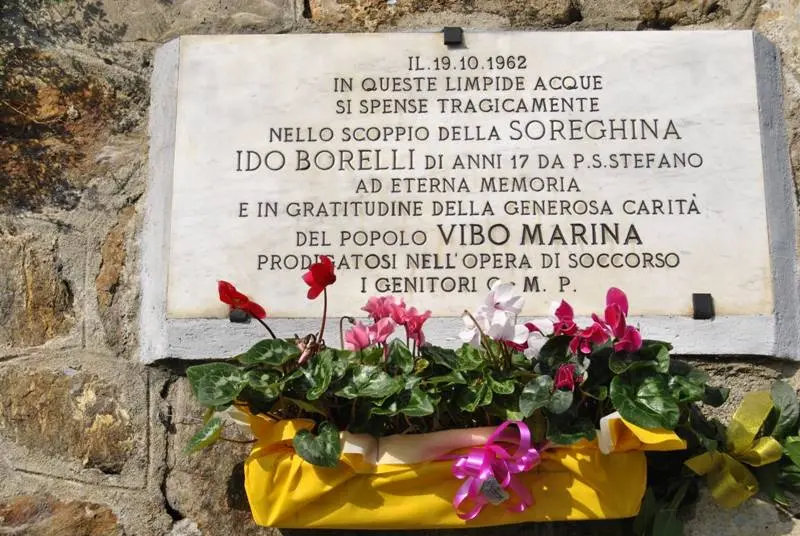 IL.19.10.1962
IN QUESTE LIMPIDE ACQUE
SI SPENSE TRAGICAMENTE
NELLO SCOPPIO DELLA SOREGHINA
IDO BORELLI DI ANNI 17 DA P.S.STEFANO
AD ETERNA MEMORIA
E IN GRATITUDINE DELLA GENEROSA CARITÀ
DEL POPOLO VIBO MARINA
PRODIGATOSI NELL'OPERA DI SOCCORSO
I GENITORI M. P.